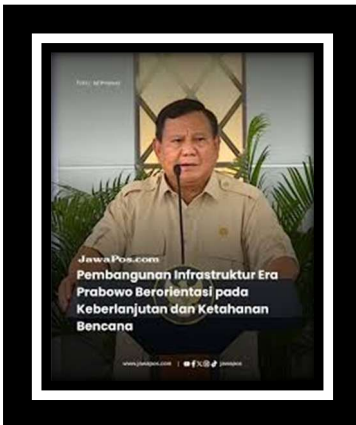 JawaPos.com
Pembangunan Infrastruktur Era
Prabowo Berorientasi pada
Keberlanjutan dan Ketahanan
Bencana
www.jawapos.com | jawapos